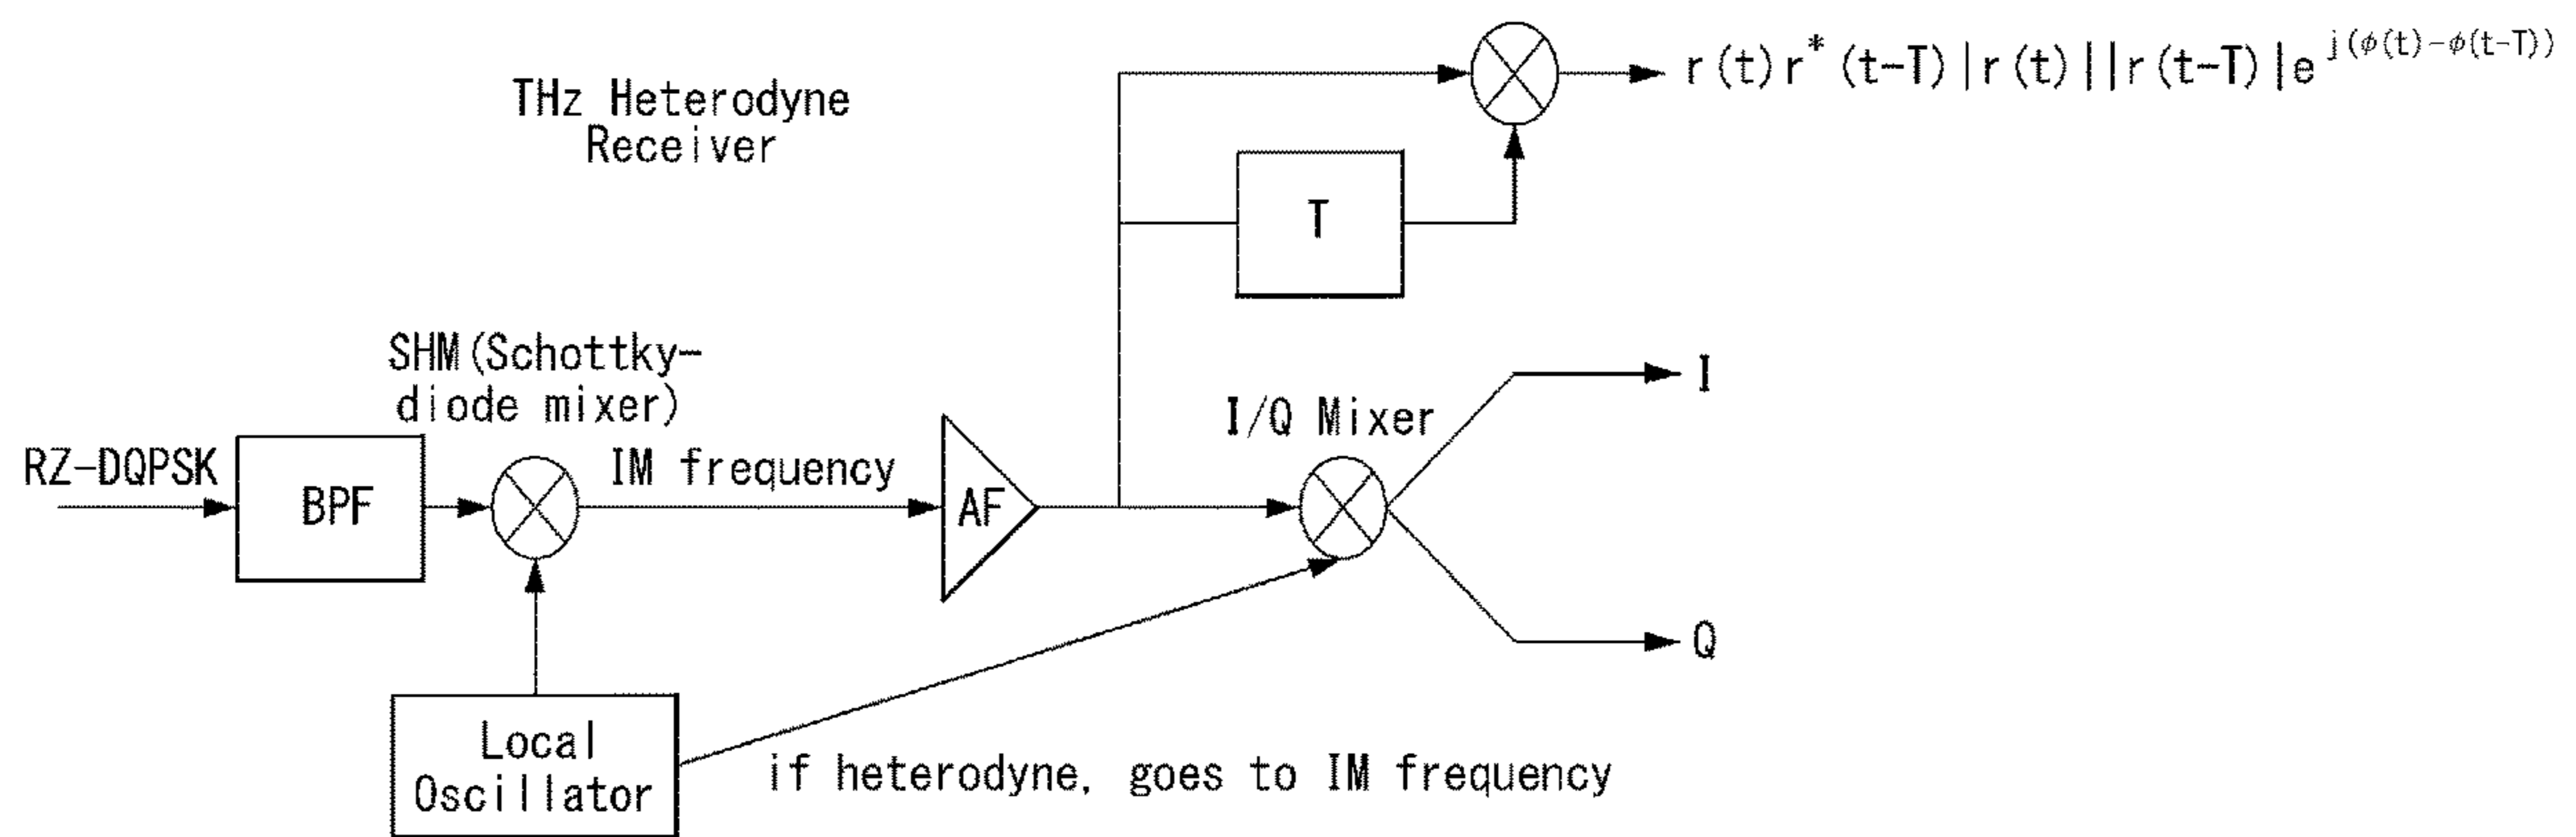 THz Heterodyne
Receiver
r(t)r*(t-T)|r(t)||r(t-T)|e^j(φ(t)-φ(t-T))
T
SHM(Schottky-
diode mixer)
I
I/Q Mixer
RZ-DQPSK
IM frequency
BPF
AF
Q
Local
Oscillator
if heterodyne, goes to IM frequency